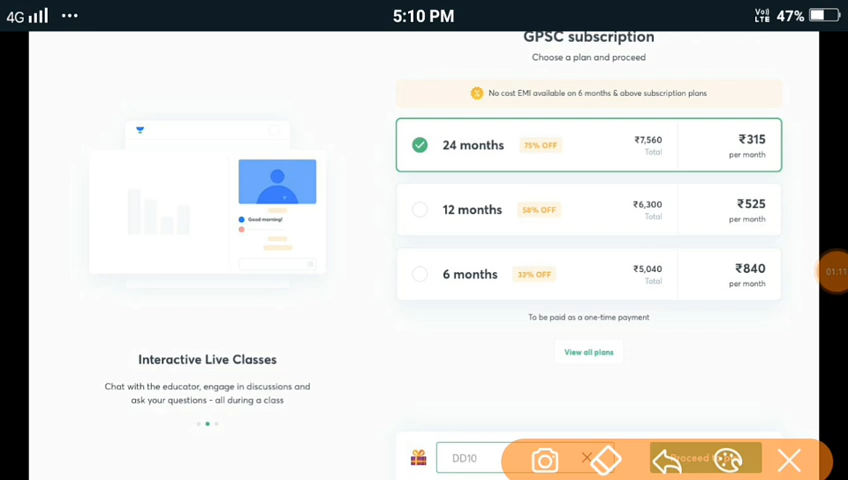 4G
5:10 PM
Vo))
LTE
47%
GPSC subscription
Choose a plan and proceed
No cost EMI available on 6 months & above subscription plans
24 months
75% OFF
₹7,560
Total
₹315
per month
12 months
58% OFF
₹6,300
Total
₹525
per month
6 months
33% OFF
₹5,040
Total
₹840
per month
To be paid as a one-time payment
View all plans
Good morning!
Interactive Live Classes
Chat with the educator, engage in discussions and
ask your questions - all during a class
01:11
DD10